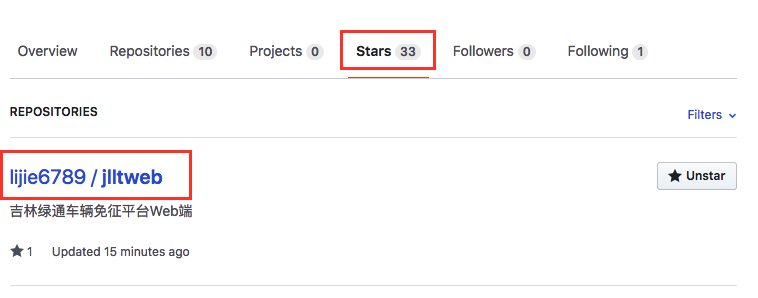 Overview Repositories 10 Projects 0 Stars 33 Followers 0 Following 1
REPOSITORIES Filters
lijie6789 / jlltweb Unstar
吉林绿通车辆免征平台Web端
1 Updated 15 minutes ago